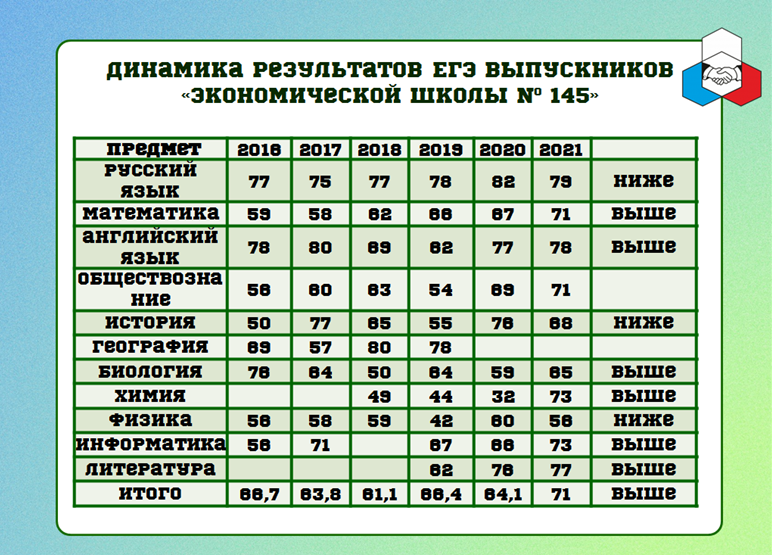 ДИНАМИКА РЕЗУЛЬТАТОВ ЕГЭ ВЫПУСКНИКОВ
«ЭКОНОМИЧЕСКОЙ ШКОЛЫ № 145»
ПРЕДМЕТ 2016 2017 2018 2019 2020 2021
РУССКИЙ
ЯЗЫК 77 75 77 78 82 79 НИЖЕ
МАТЕМАТИКА 59 58 62 66 67 71 ВЫШЕ
АНГЛИЙСКИЙ
ЯЗЫК 78 80 69 62 77 78 ВЫШЕ
ОБЩЕСТВОЗНА
НИЕ 56 60 63 54 69 71
ИСТОРИЯ 50 77 65 55 76 68 НИЖЕ
ГЕОГРАФИЯ 69 57 80 78
БИОЛОГИЯ 76 64 50 64 59 65 ВЫШЕ
ХИМИЯ 49 44 32 73 ВЫШЕ
ФИЗИКА 56 58 59 42 60 56 НИЖЕ
ИНФОРМАТИКА 56 71 67 66 73 ВЫШЕ
ЛИТЕРАТУРА 62 76 77 ВЫШЕ
ИТОГО 66,7 63,8 61,1 66,4 64,1 71 ВЫШЕ